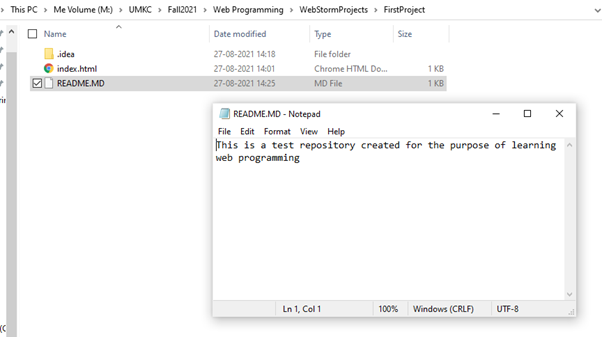 This PC > Me Volume (M:) > UMKC > Fall2021 > Web Programming > WebStormProjects > FirstProject
Name Date modified Type Size
.idea 27-08-2021 14:18 File folder
index.html 27-08-2021 14:01 Chrome HTML Do... 1 KB
README.MD 27-08-2021 14:25 MD File 1 KB
README.MD - Notepad
File Edit Format View Help
This is a test repository created for the purpose of learning
web programming
Ln 1, Col 1 100% Windows (CRLF) UTF-8